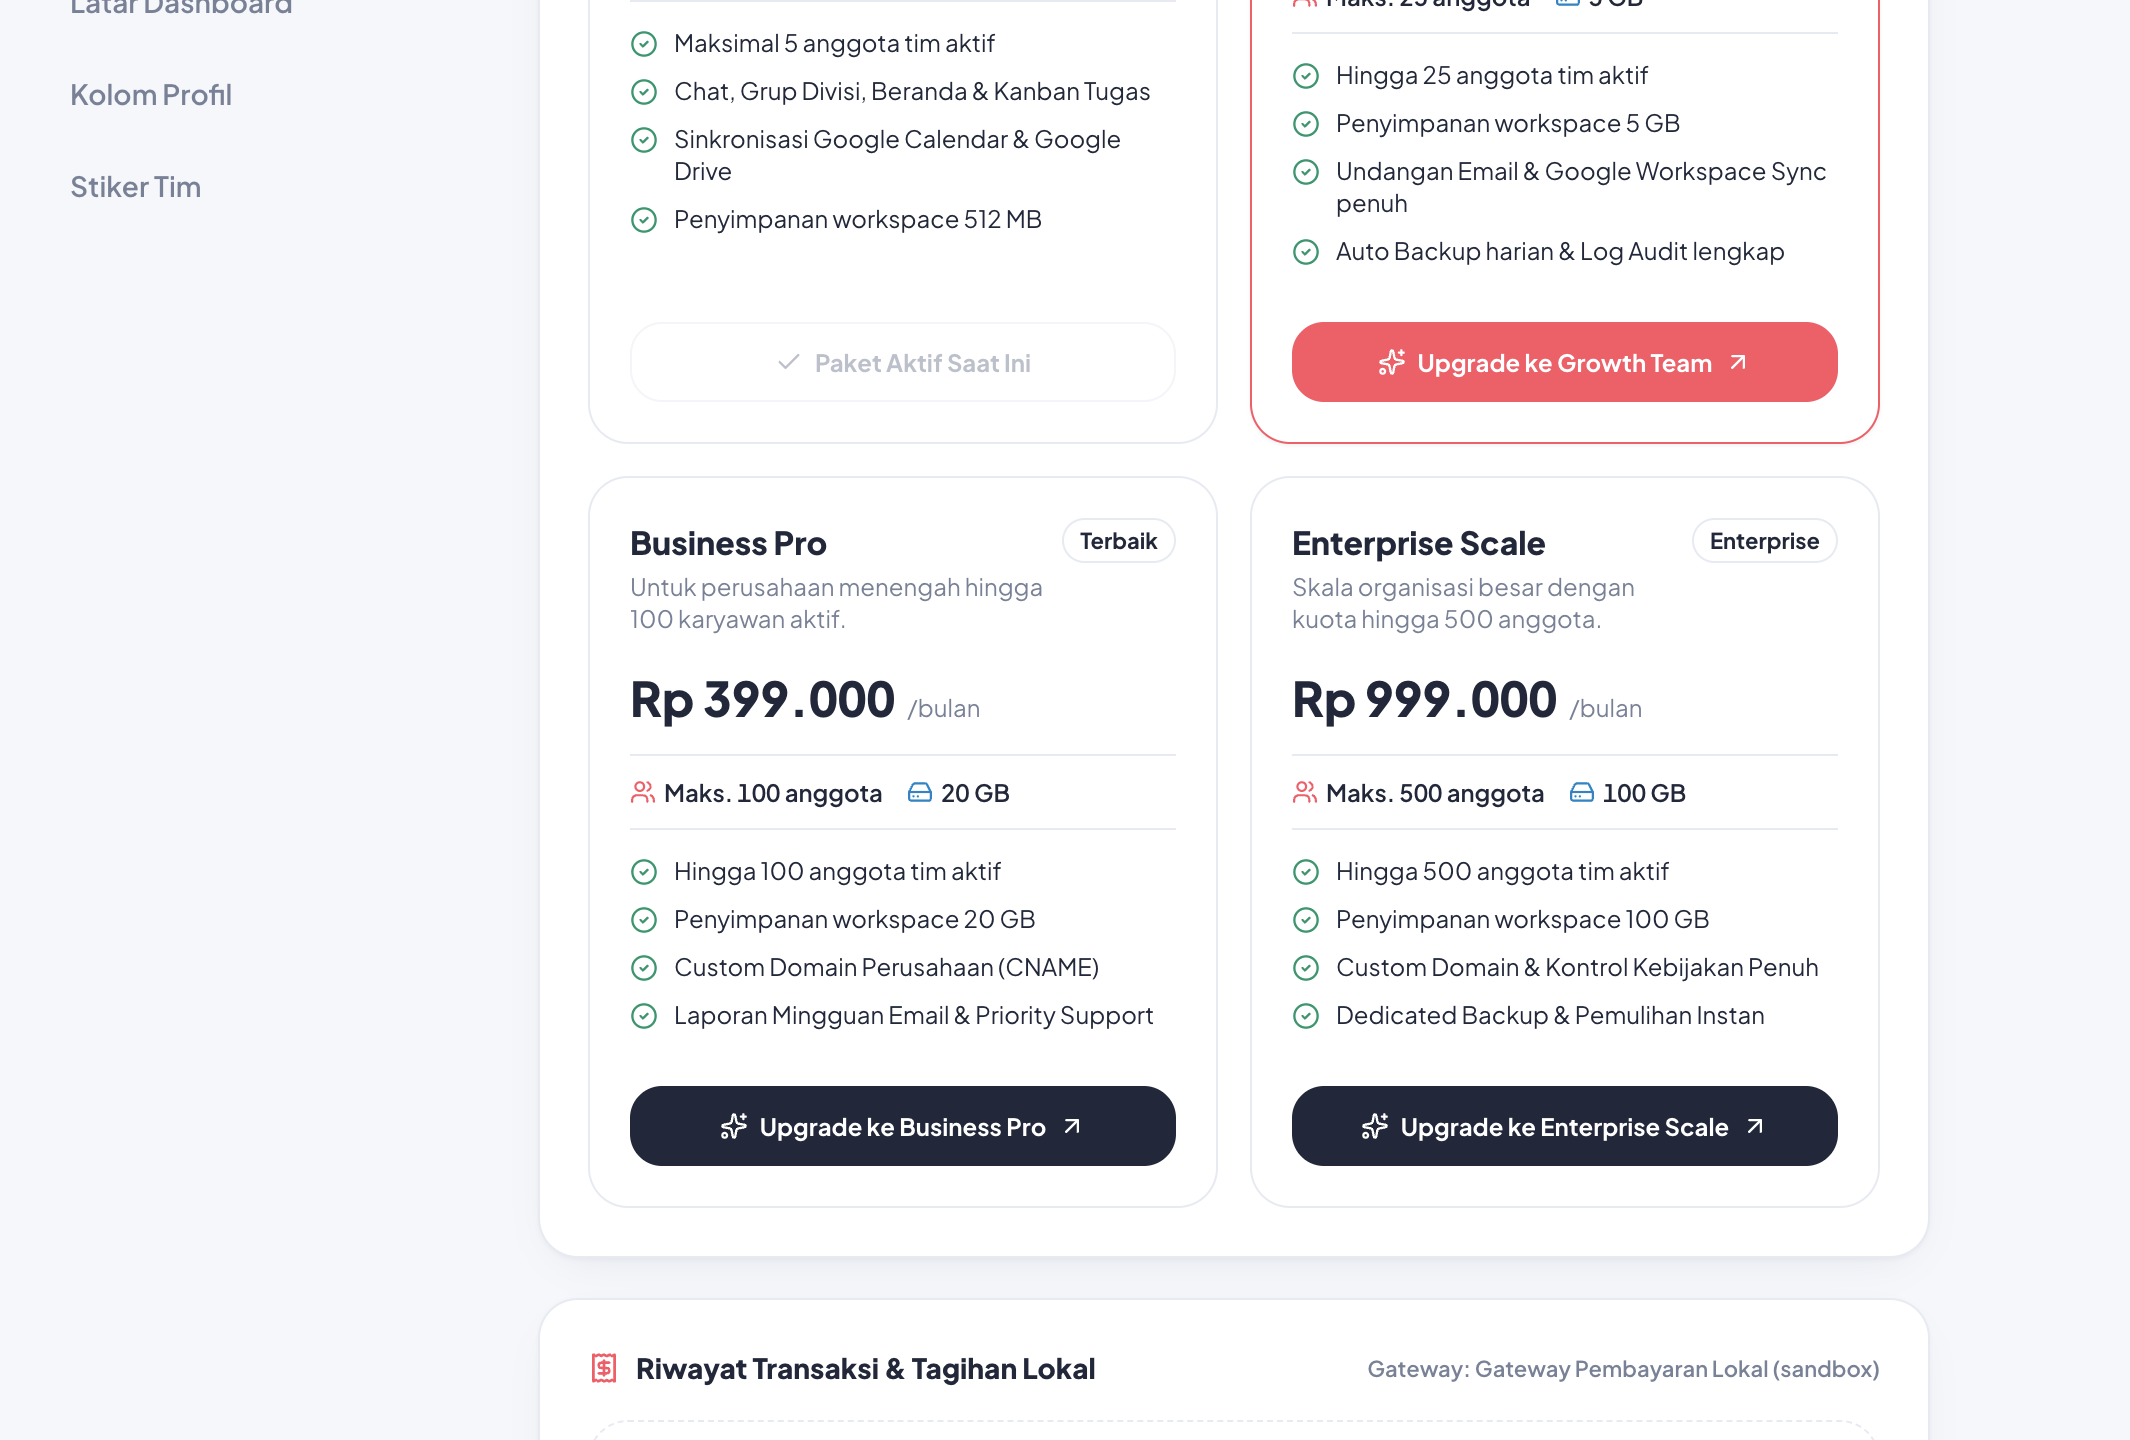 Latar Dashboard
Kolom Profil
Stiker Tim
Maksimal 5 anggota tim aktif
Chat, Grup Divisi, Beranda & Kanban Tugas
Sinkronisasi Google Calendar & Google
Drive
Penyimpanan workspace 512 MB
Paket Aktif Saat Ini
Maks. 25 anggota 5 GB
Hingga 25 anggota tim aktif
Penyimpanan workspace 5 GB
Undangan Email & Google Workspace Sync
penuh
Auto Backup harian & Log Audit lengkap
Upgrade ke Growth Team
Business Pro
Terbaik
Untuk perusahaan menengah hingga
100 karyawan aktif.
Rp 399.000 /bulan
Maks. 100 anggota 20 GB
Hingga 100 anggota tim aktif
Penyimpanan workspace 20 GB
Custom Domain Perusahaan (CNAME)
Laporan Mingguan Email & Priority Support
Upgrade ke Business Pro
Enterprise Scale
Enterprise
Skala organisasi besar dengan
kuota hingga 500 anggota.
Rp 999.000 /bulan
Maks. 500 anggota 100 GB
Hingga 500 anggota tim aktif
Penyimpanan workspace 100 GB
Custom Domain & Kontrol Kebijakan Penuh
Dedicated Backup & Pemulihan Instan
Upgrade ke Enterprise Scale
Riwayat Transaksi & Tagihan Lokal
Gateway: Gateway Pembayaran Lokal (sandbox)